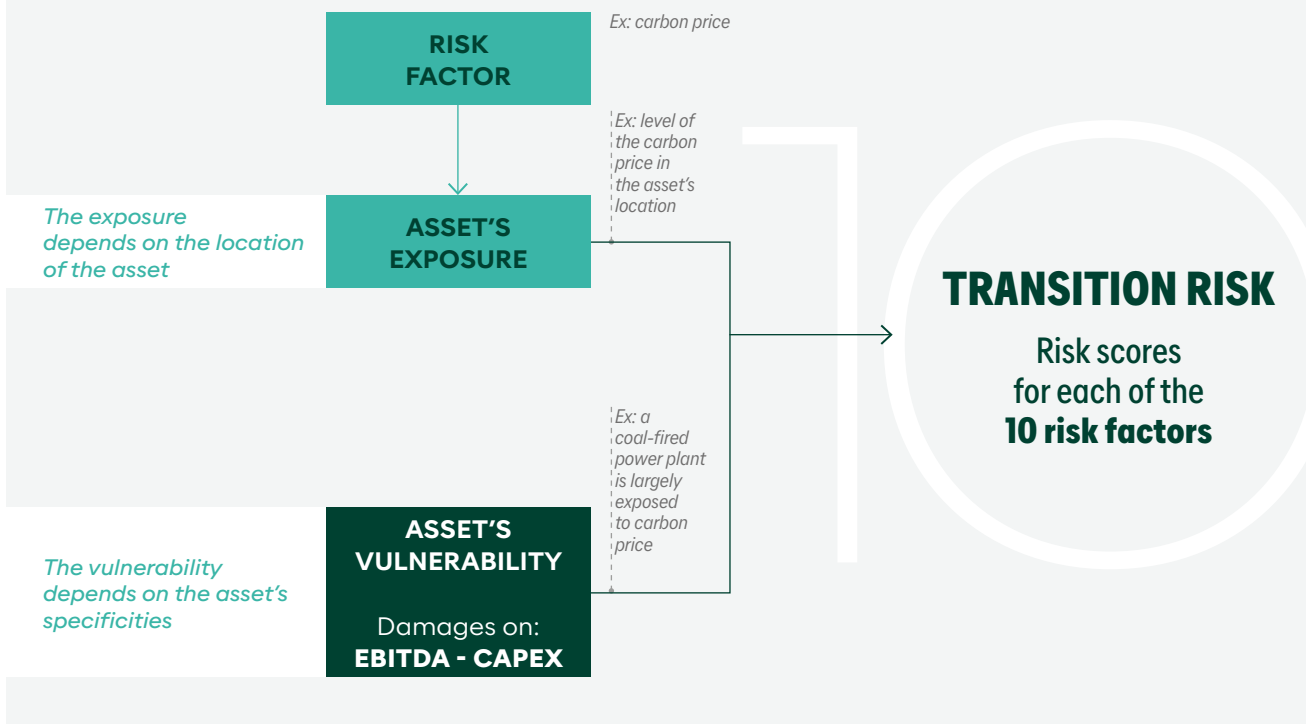 RISK
FACTOR
Ex: carbon price
Ex: level of
the carbon
price in
the asset's
location
The exposure
depends on the location
of the asset
ASSET'S
EXPOSURE
10
TRANSITION RISK
Risk scores
for each of the
10 risk factors
Ex: a
coal-fired
power plant
is largely
exposed
to carbon
price
The vulnerability
depends on the asset's
specificities
ASSET'S
VULNERABILITY
Damages on:
EBITDA - CAPEX